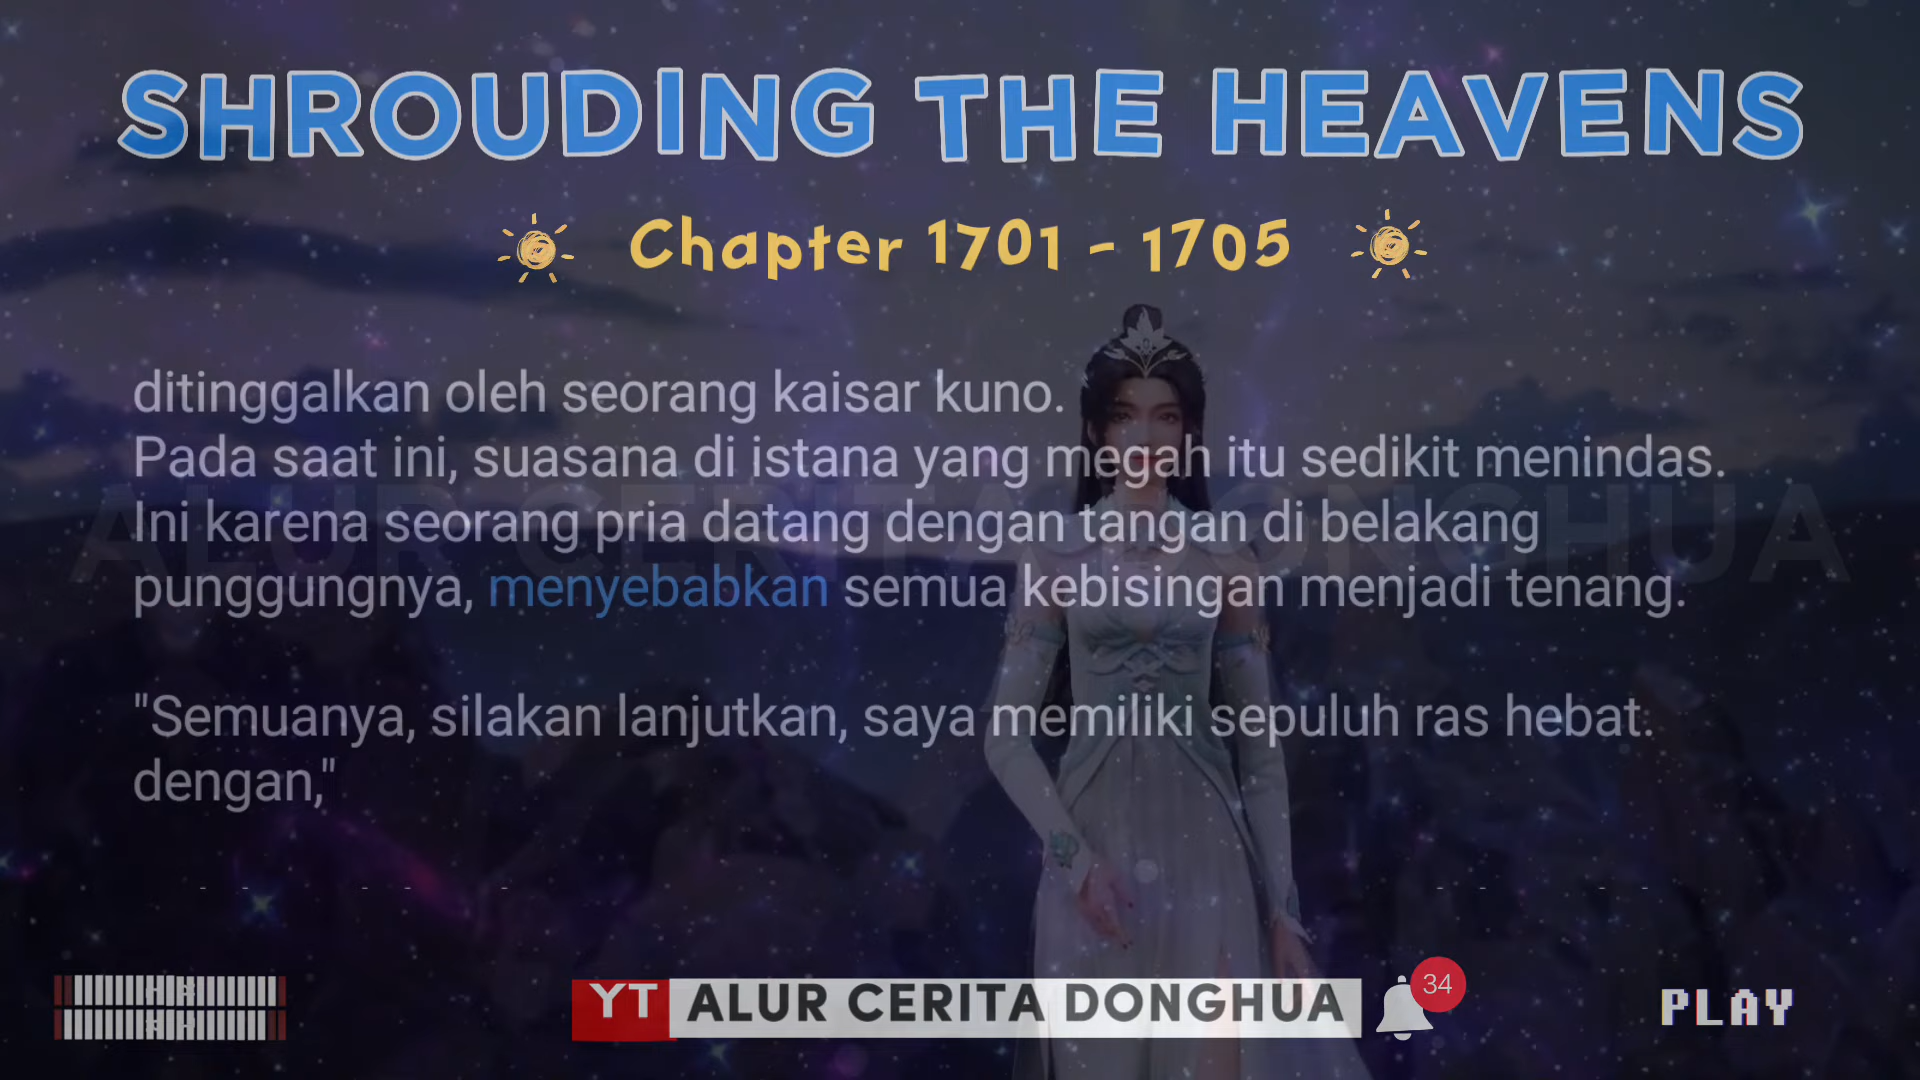 SHROUDING THE HEAVENS
Chapter 1701 - 1705
ditinggalkan oleh seorang kaisar kuno.
Pada saat ini, suasana di istana yang megah itu sedikit menindas.
ALUR CERITA DONGHUA
Ini karena seorang pria datang dengan tangan di belakang
punggungnya, menyebabkan semua kebisingan menjadi tenang.
"Semuanya, silakan lanjutkan, saya memiliki sepuluh ras hebat.
dengan,"
YT ALUR CERITA DONGHUA 34
PLAY